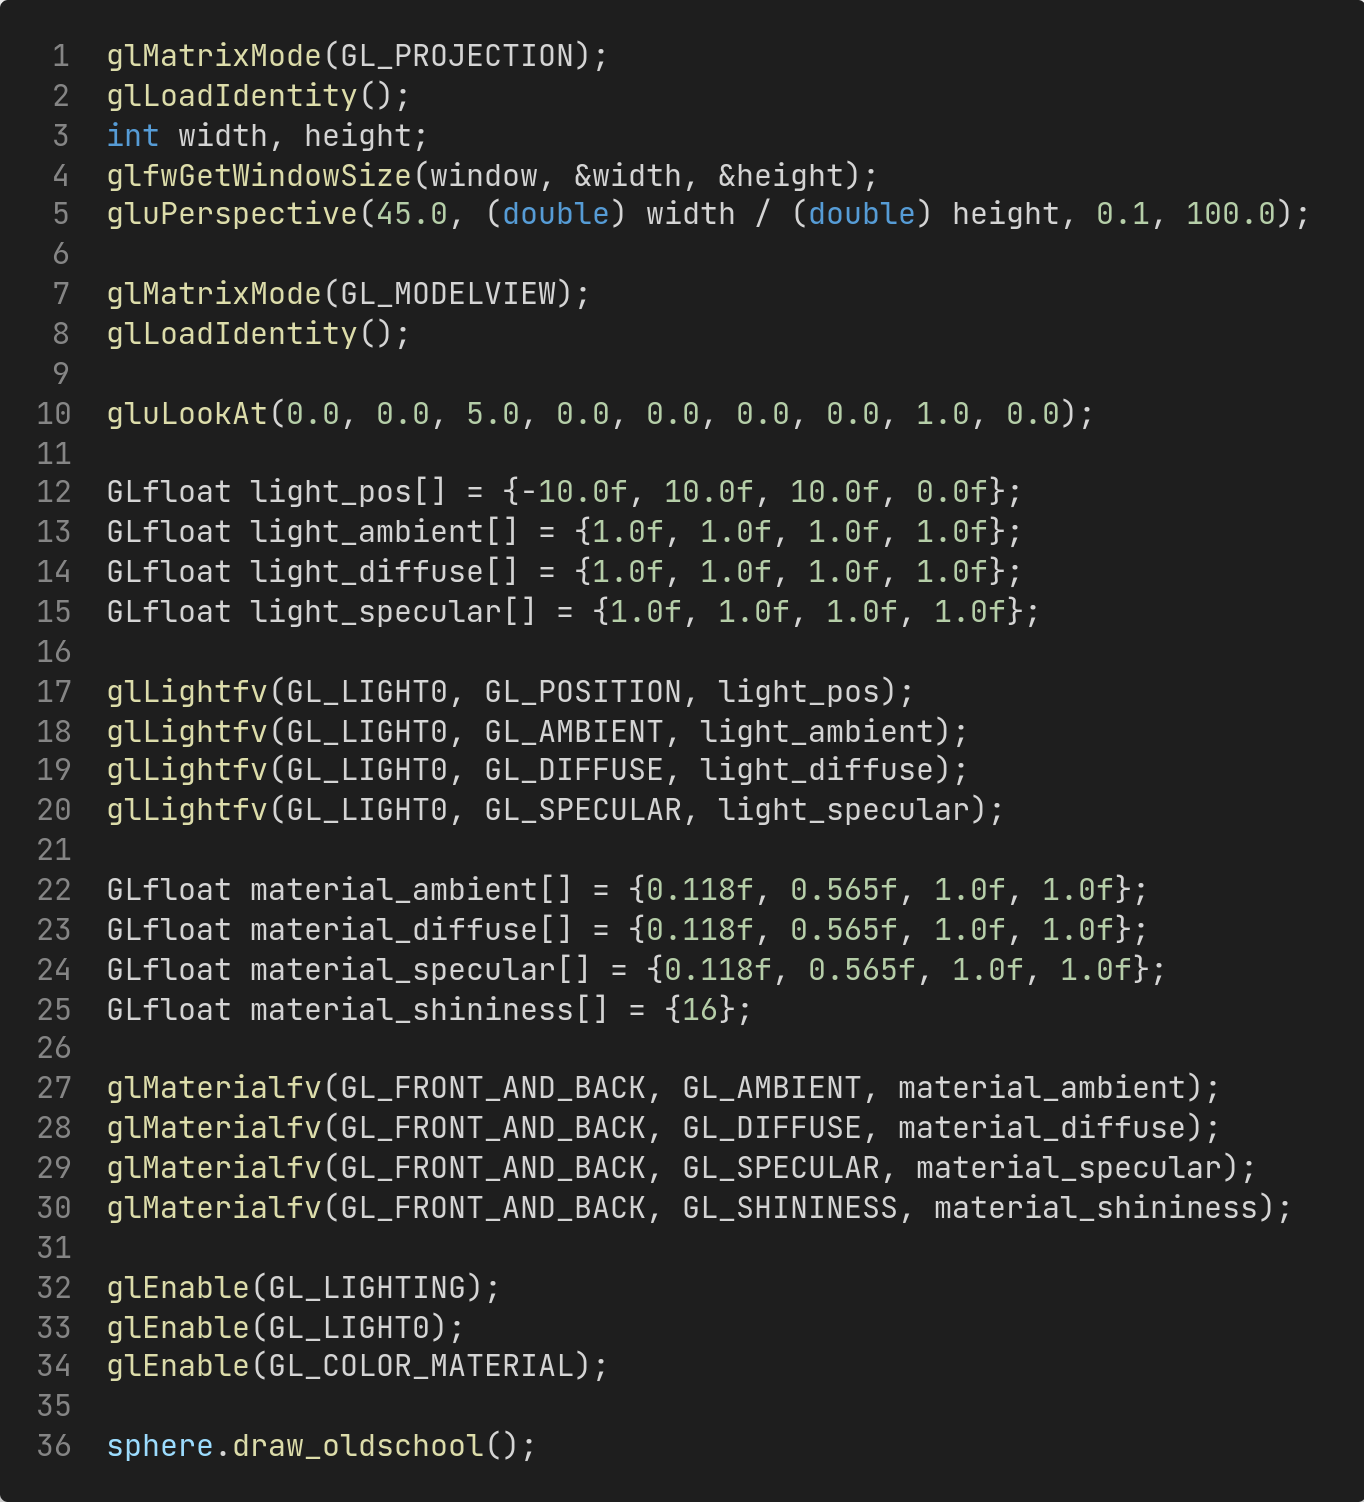 1 glMatrixMode(GL_PROJECTION);
2 glLoadIdentity();
3 int width, height;
4 glfwGetWindowSize(window, &width, &height);
5 gluPerspective(45.0, (double) width / (double) height, 0.1, 100.0);
6
7 glMatrixMode(GL_MODELVIEW);
8 glLoadIdentity();
9
10 gluLookAt(0.0, 0.0, 5.0, 0.0, 0.0, 0.0, 0.0, 1.0, 0.0);
11
12 GLfloat light_pos[] = {-10.0f, 10.0f, 10.0f, 0.0f};
13 GLfloat light_ambient[] = {1.0f, 1.0f, 1.0f, 1.0f};
14 GLfloat light_diffuse[] = {1.0f, 1.0f, 1.0f, 1.0f};
15 GLfloat light_specular[] = {1.0f, 1.0f, 1.0f, 1.0f};
16
17 glLightfv(GL_LIGHT0, GL_POSITION, light_pos);
18 glLightfv(GL_LIGHT0, GL_AMBIENT, light_ambient);
19 glLightfv(GL_LIGHT0, GL_DIFFUSE, light_diffuse);
20 glLightfv(GL_LIGHT0, GL_SPECULAR, light_specular);
21
22 GLfloat material_ambient[] = {0.118f, 0.565f, 1.0f, 1.0f};
23 GLfloat material_diffuse[] = {0.118f, 0.565f, 1.0f, 1.0f};
24 GLfloat material_specular[] = {0.118f, 0.565f, 1.0f, 1.0f};
25 GLfloat material_shininess[] = {16};
26
27 glMaterialfv(GL_FRONT_AND_BACK, GL_AMBIENT, material_ambient);
28 glMaterialfv(GL_FRONT_AND_BACK, GL_DIFFUSE, material_diffuse);
29 glMaterialfv(GL_FRONT_AND_BACK, GL_SPECULAR, material_specular);
30 glMaterialfv(GL_FRONT_AND_BACK, GL_SHININESS, material_shininess);
31
32 glEnable(GL_LIGHTING);
33 glEnable(GL_LIGHT0);
34 glEnable(GL_COLOR_MATERIAL);
35
36 sphere.draw_oldschool();